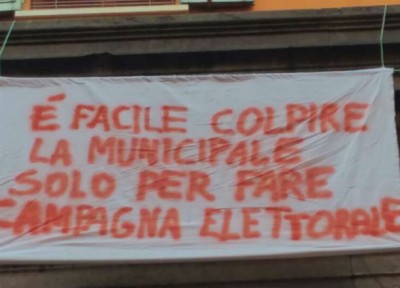 É FACILE COLPIRE
LA MUNICIPALE
SOLO PER FARE
CAMPAGNA ELETTORALE